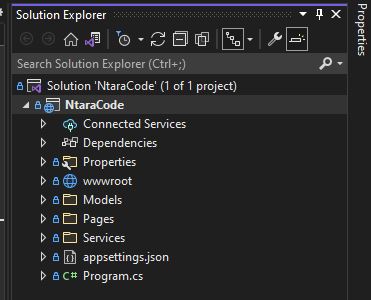 Solution Explorer
Search Solution Explorer (Ctrl+;)
Solution 'NtaraCode' (1 of 1 project)
NtaraCode
Connected Services
Dependencies
Properties
wwwroot
Models
Pages
Services
appsettings.json
C# Program.cs
Properties